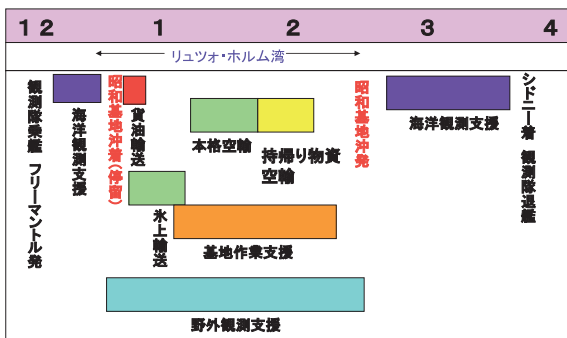 12 1 2 3 4
リュツォ・ホルム湾
観測隊乗艦 フリーマントル発
海洋観測支援
昭和基地沖着(停留)
貨油輸送
氷上輸送
本格空輸
持帰り物資
空輸
基地作業支援
野外観測支援
昭和基地沖発
海洋観測支援
シドニー着 観測隊退艦